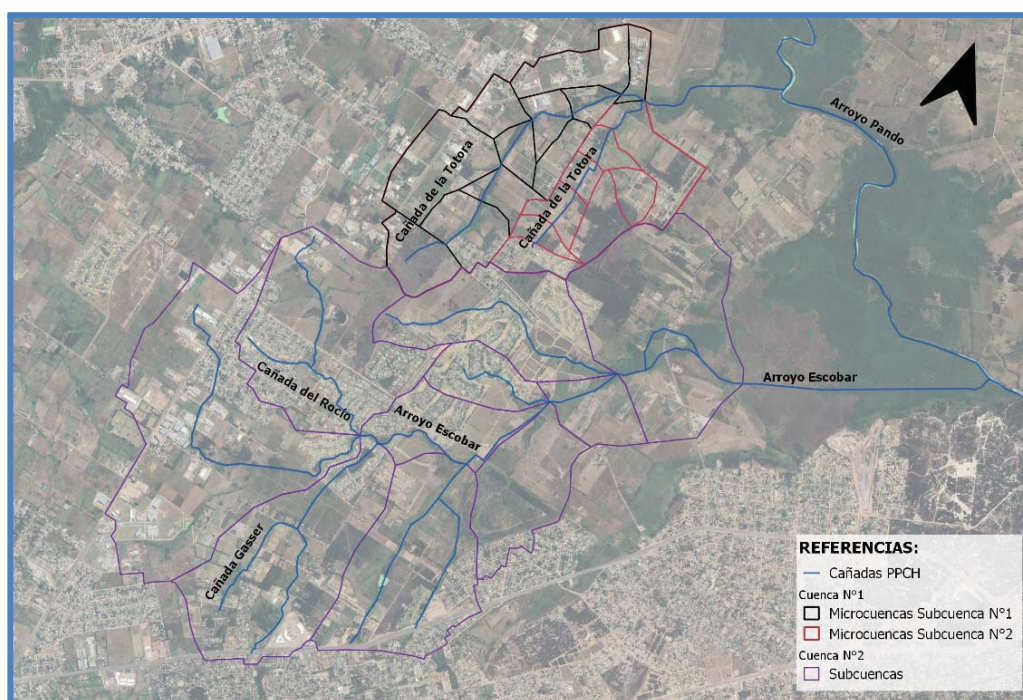 Arroyo Pando
Cañada de la Totora
Cañada de la Totora
Arroyo Escobar
Cañada del Rocío
Arroyo Escobar
Cañada Gasser
REFERENCIAS:
Cañadas PPCH
Cuenca N°1
Microcuencas Subcuenca N°1
Microcuencas Subcuenca N°2
Cuenca N°2
Subcuencas